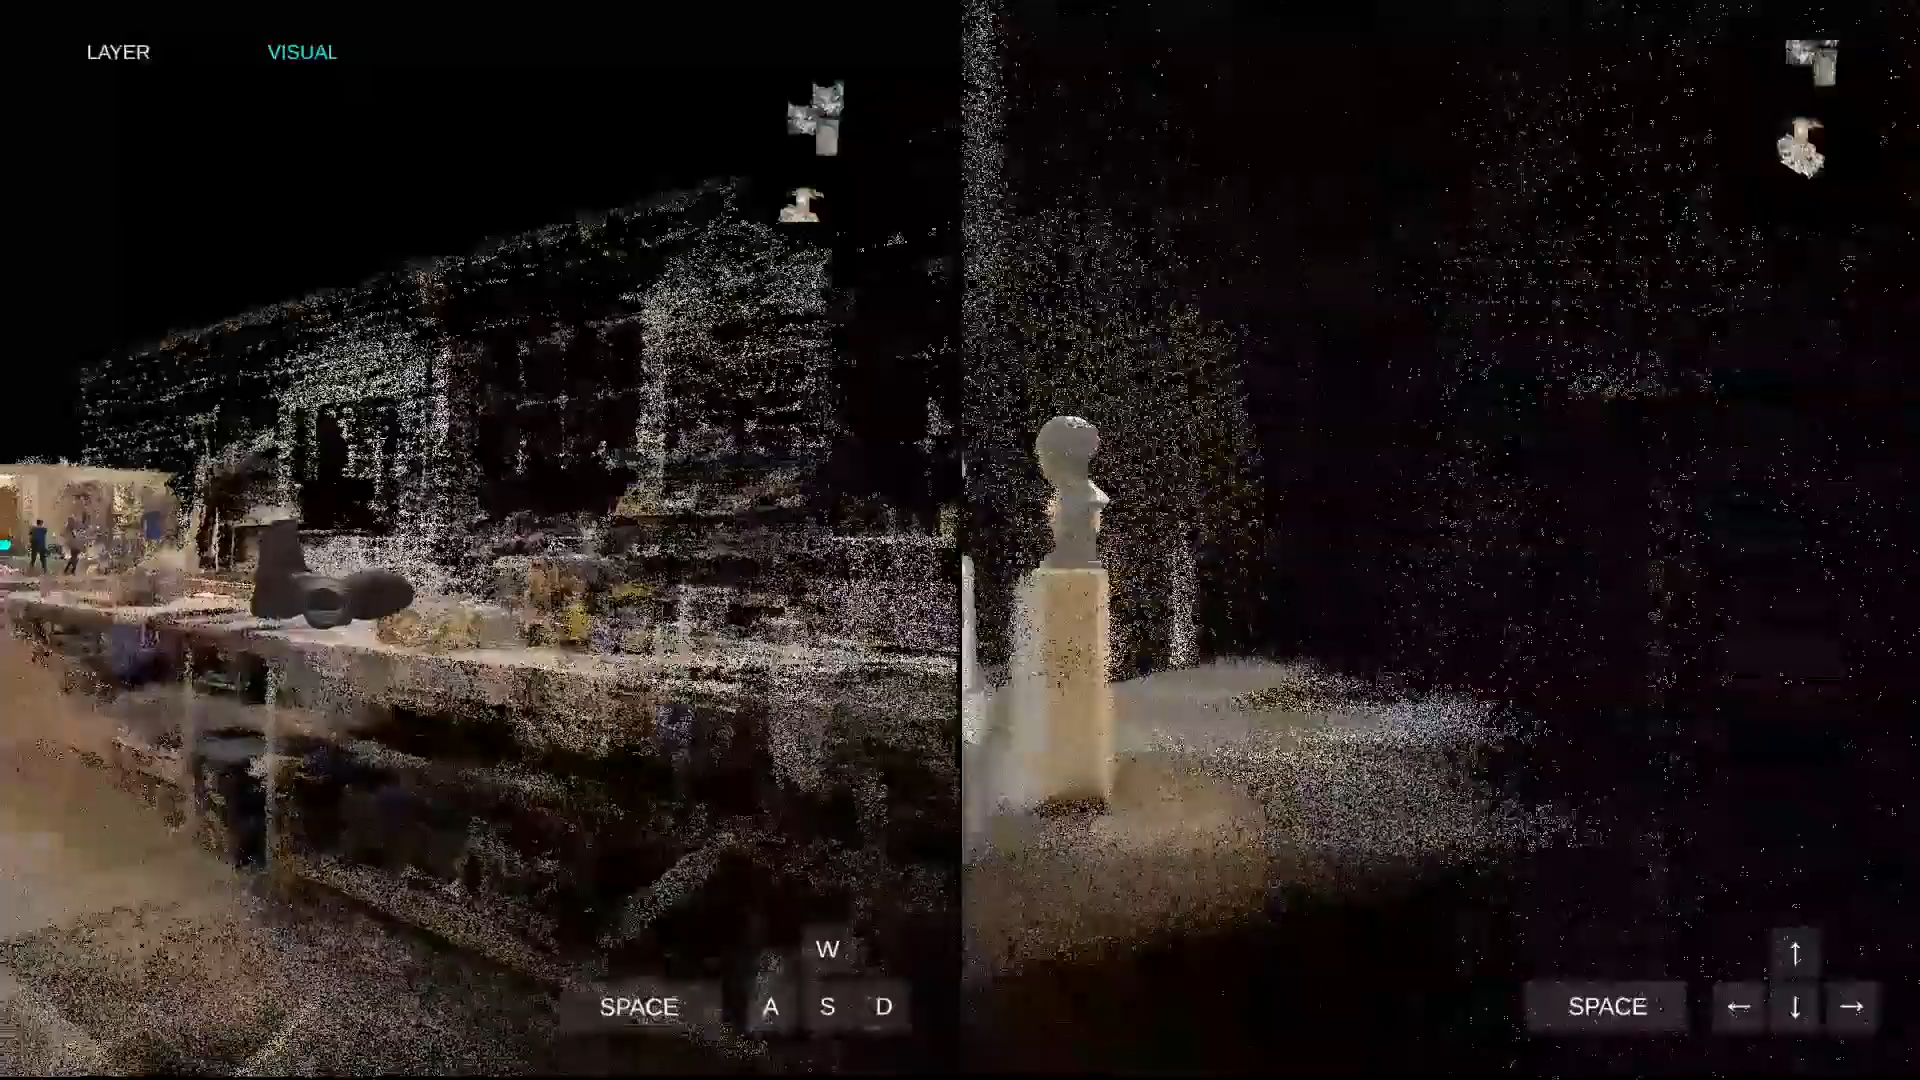 LAYER VISUAL
W
SPACE A S D
↑
SPACE ← ↓ →